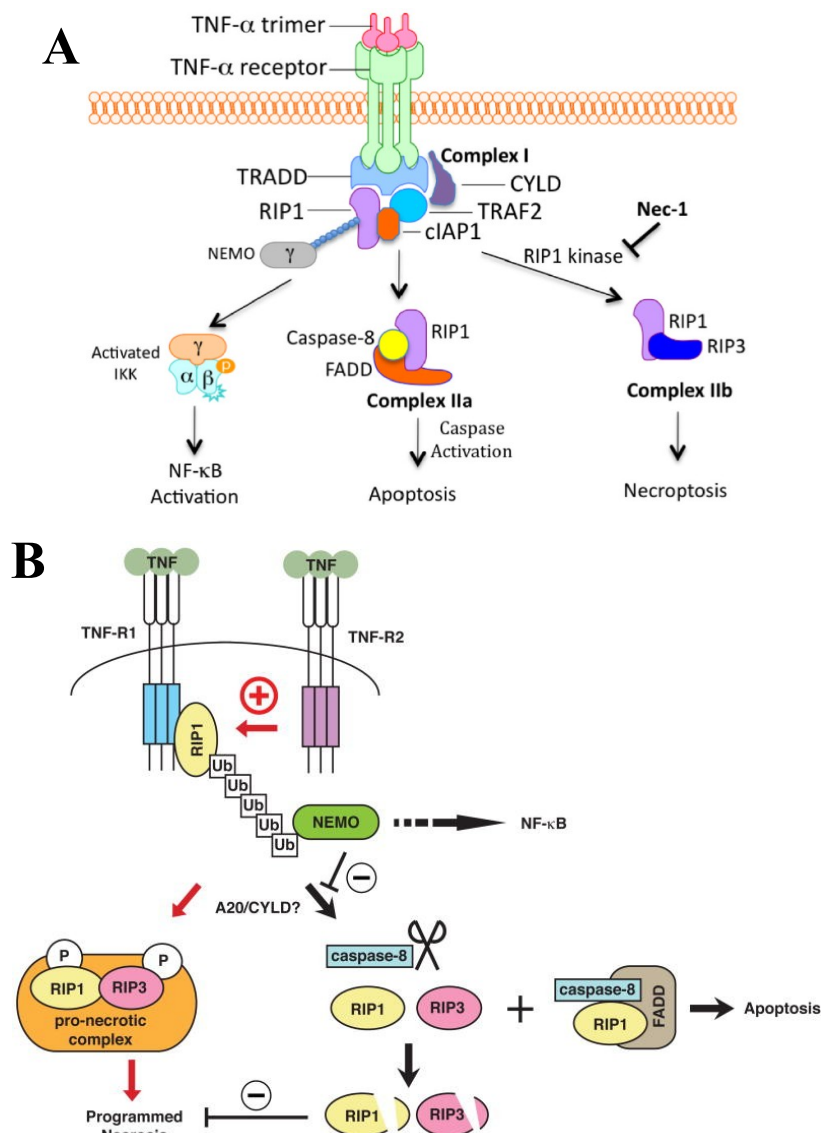 A
TNF-α trimer
TNF-α receptor
Complex I
TRADD
CYLD
RIP1
TRAF2
cIAP1
Nec-1
NEMO
γ
RIP1 kinase
Activated
IKK
γ
α
β
p
Caspase-8
RIP1
FADD
Complex IIa
RIP1
RIP3
Complex IIb
Caspase
Activation
NF-κB
Activation
Apoptosis
Necroptosis
B
TNF
TNF
TNF-R1
TNF-R2
RIP1
Ub
Ub
Ub
Ub
Ub
NEMO
NF-κB
A20/CYLD?
P
P
RIP1
RIP3
pro-necrotic
complex
caspase-8
RIP1
RIP3
+
caspase-8
RIP1
FADD
Apoptosis
Programmed
RIP1
RIP3